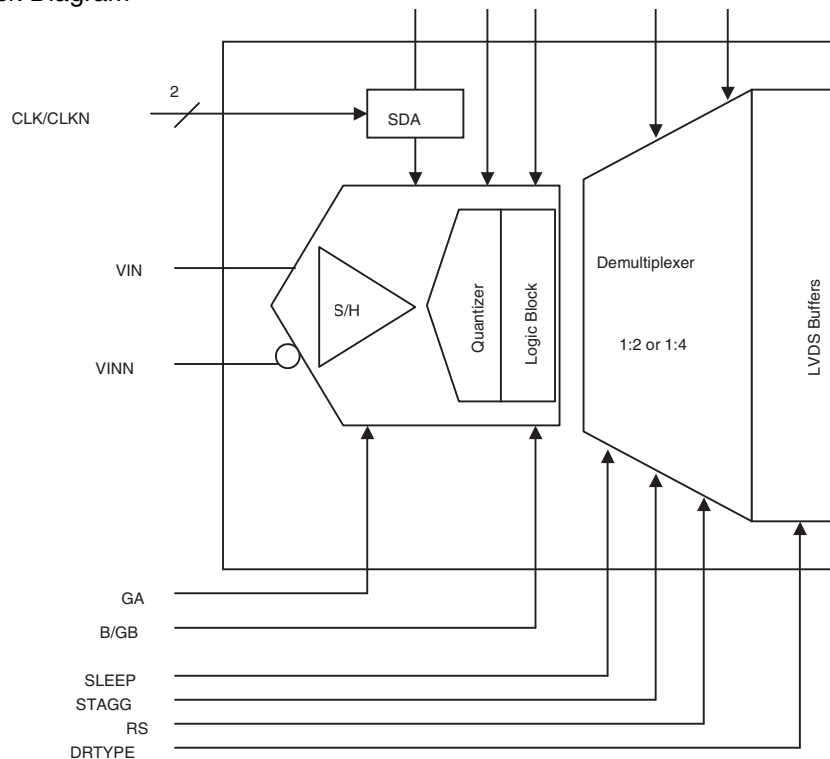 Diagram
2
CLK/CLKN
SDA
VIN
S/H
Quantizer
Logic Block
Demultiplexer
1:2 or 1:4
LVDS Buffers
VINN
GA
B/GB
SLEEP
STAGG
RS
DRTYPE